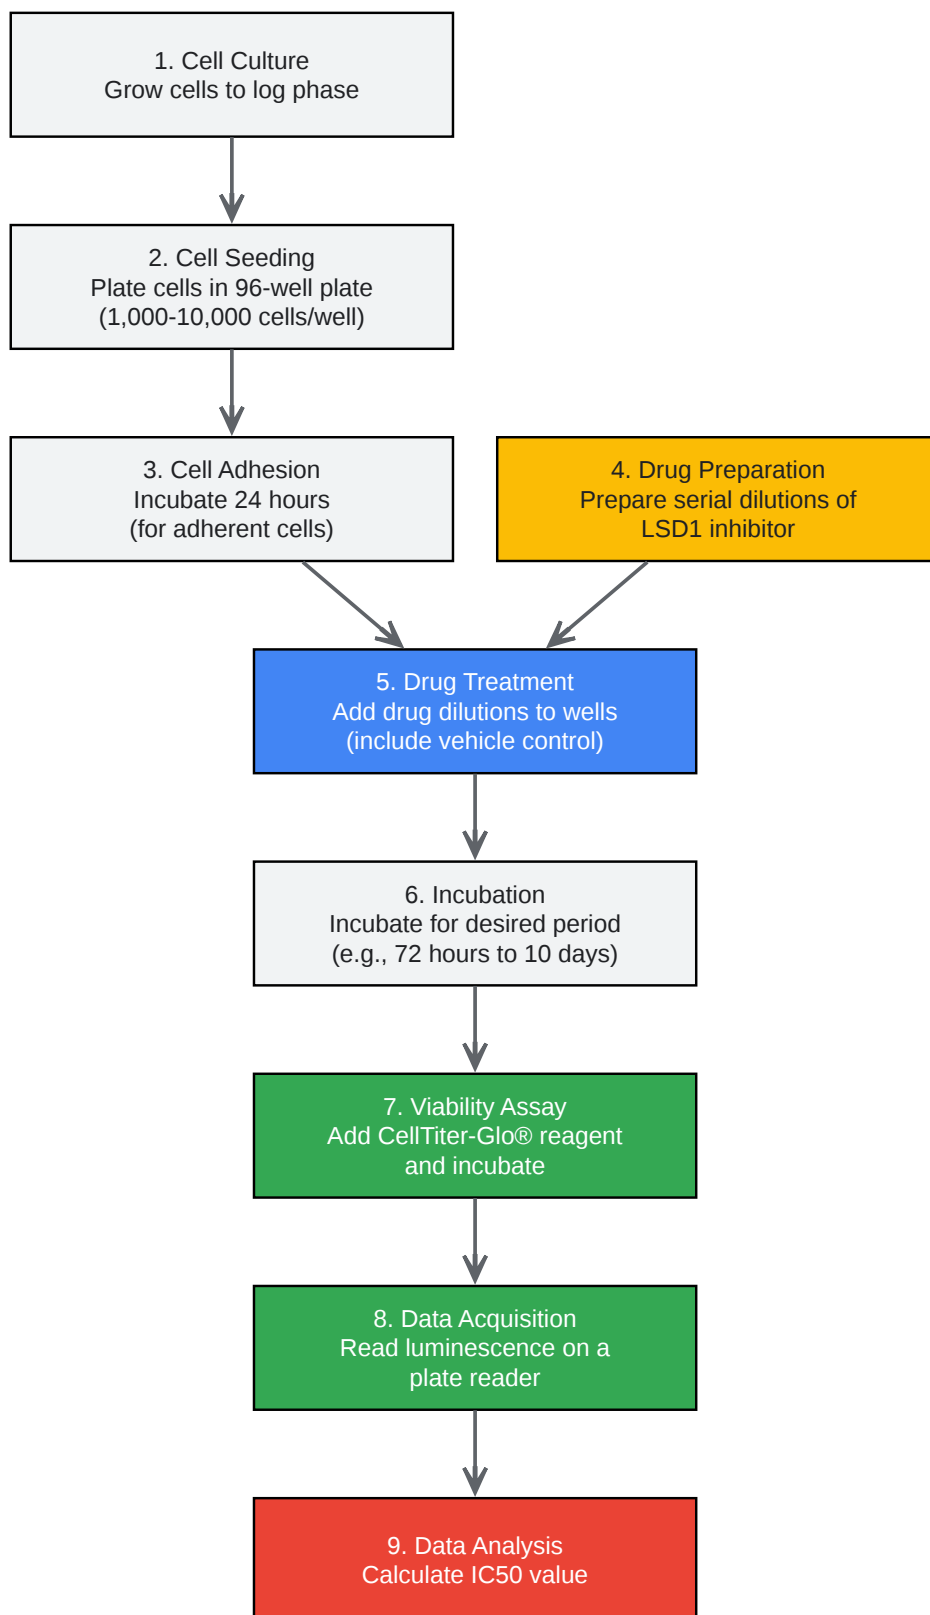 1. Cell Culture
Grow cells to log phase
2. Cell Seeding
Plate cells in 96-well plate
(1,000-10,000 cells/well)
3. Cell Adhesion
Incubate 24 hours
(for adherent cells)
4. Drug Preparation
Prepare serial dilutions of
LSD1 inhibitor
5. Drug Treatment
Add drug dilutions to wells
(include vehicle control)
6. Incubation
Incubate for desired period
(e.g., 72 hours to 10 days)
7. Viability Assay
Add CellTiter-Glo® reagent
and incubate
8. Data Acquisition
Read luminescence on a
plate reader
9. Data Analysis
Calculate IC50 value